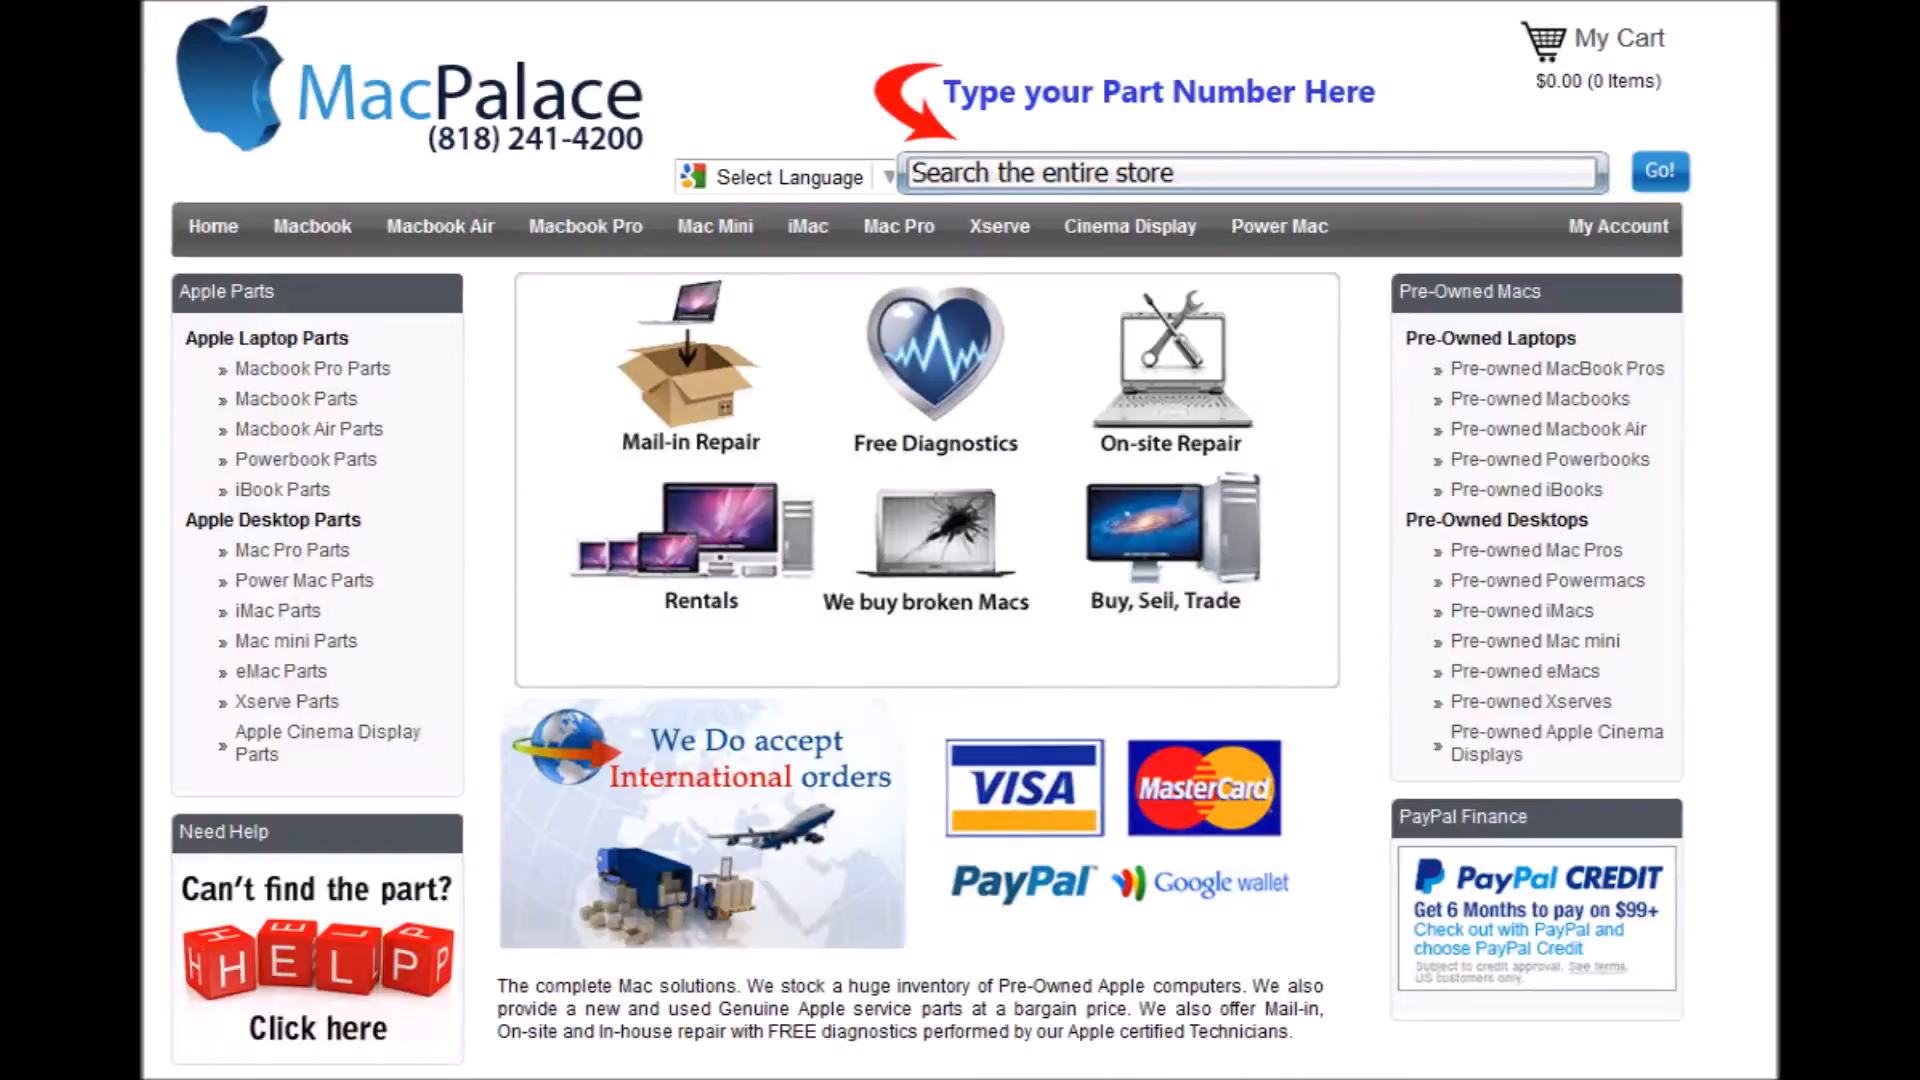 MacPalace
(818) 241-4200
Type your Part Number Here
My Cart
$0.00 (0 Items)
Select Language
Search the entire store
Go!
Home Macbook Macbook Air Macbook Pro Mac Mini iMac Mac Pro Xserve Cinema Display Power Mac My Account
Apple Parts
Apple Laptop Parts
» Macbook Pro Parts
» Macbook Parts
» Macbook Air Parts
» Powerbook Parts
» iBook Parts
Apple Desktop Parts
» Mac Pro Parts
» Power Mac Parts
» iMac Parts
» Mac mini Parts
» eMac Parts
» Xserve Parts
» Apple Cinema Display
Parts
Need Help
Can't find the part?
HELP
Click here
Mail-in Repair
Free Diagnostics
On-site Repair
Rentals
We buy broken Macs
Buy, Sell, Trade
We Do accept
International orders
VISA
MasterCard
PayPal
Google wallet
The complete Mac solutions. We stock a huge inventory of Pre-Owned Apple computers. We also
provide a new and used Genuine Apple service parts at a bargain price. We also offer Mail-in,
On-site and In-house repair with FREE diagnostics performed by our Apple certified Technicians.
Pre-Owned Macs
Pre-Owned Laptops
» Pre-owned MacBook Pros
» Pre-owned Macbooks
» Pre-owned Macbook Air
» Pre-owned Powerbooks
» Pre-owned iBooks
Pre-Owned Desktops
» Pre-owned Mac Pros
» Pre-owned Powermacs
» Pre-owned iMacs
» Pre-owned Mac mini
» Pre-owned eMacs
» Pre-owned Xserves
» Pre-owned Apple Cinema
Displays
PayPal Finance
PayPal CREDIT
Get 6 Months to pay on $99+
Check out with PayPal and
choose PayPal Credit
Subject to credit approval. See terms.
US customers only.